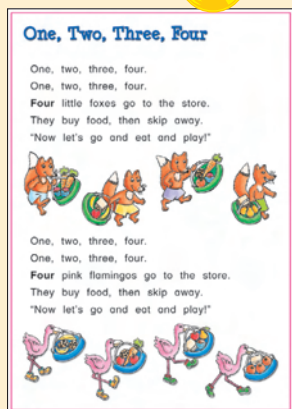 One, Two, Three, Four
One, two, three, four.
One, two, three, four.
Four little foxes go to the store.
They buy food, then skip away.
"Now let's go and eat and play!"
One, two, three, four.
One, two, three, four.
Four pink flamingos go to the store.
They buy food, then skip away.
"Now let's go and eat and play!"